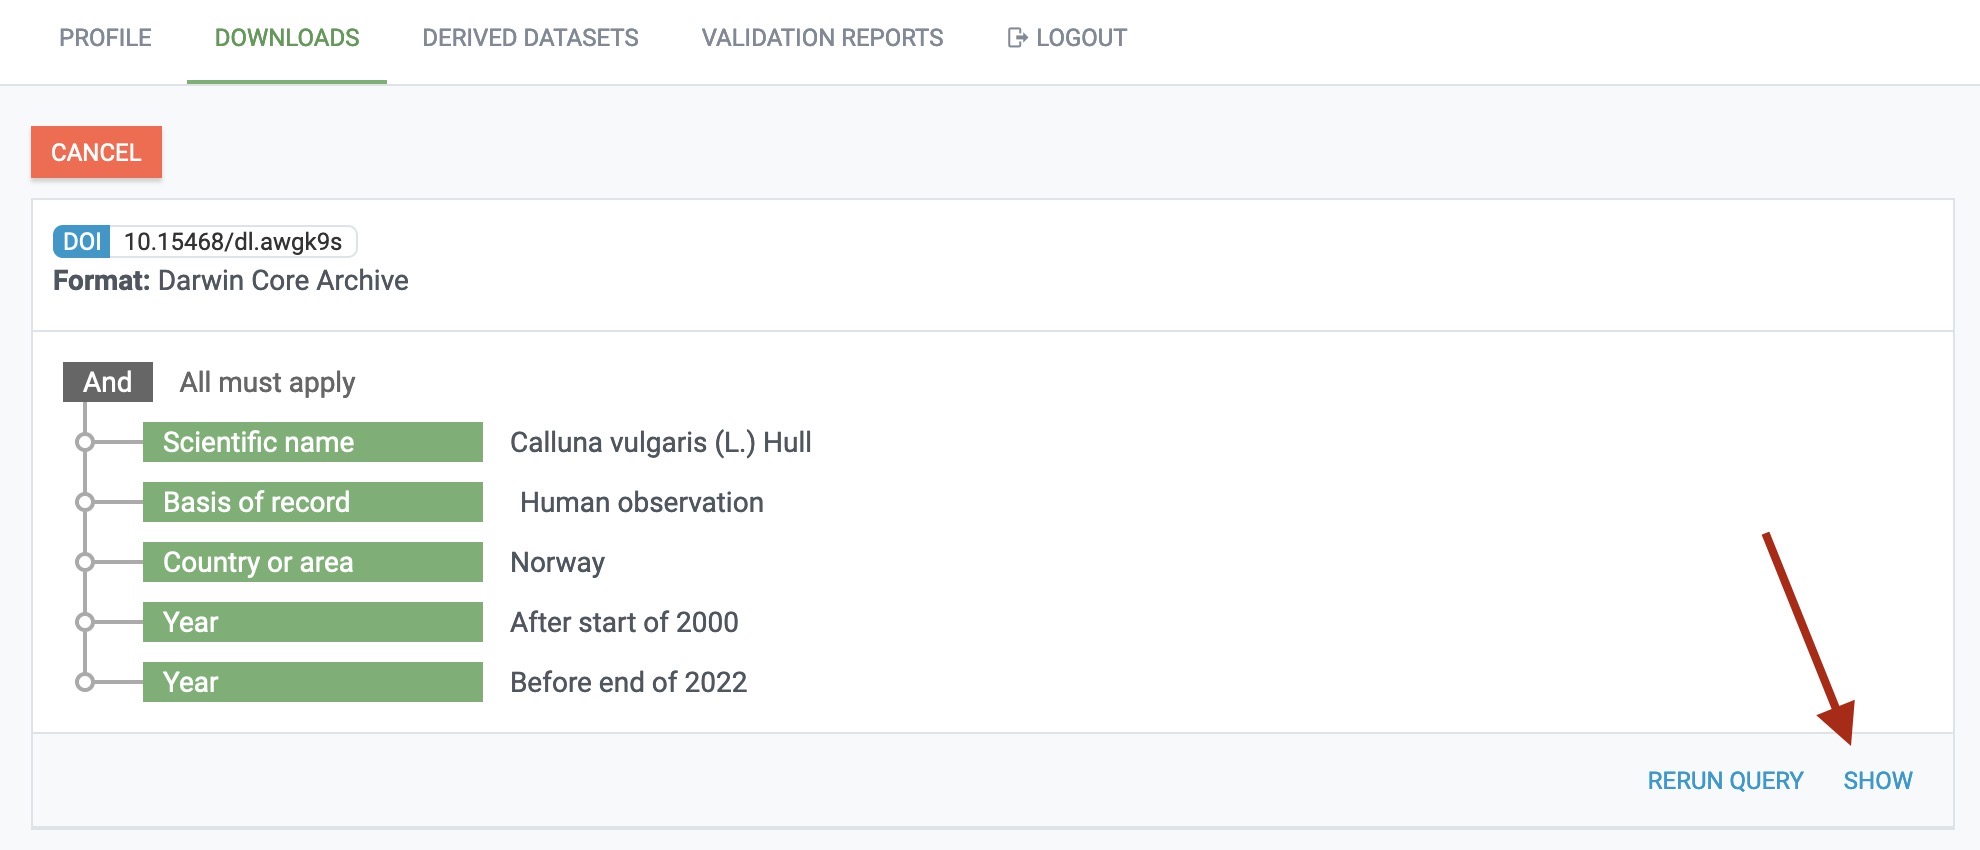 PROFILE DOWNLOADS DERIVED DATASETS VALIDATION REPORTS LOGOUT
CANCEL
DOI 10.15468/dl.awgk9s
Format: Darwin Core Archive
And All must apply
Scientific name Calluna vulgaris (L.) Hull
Basis of record Human observation
Country or area Norway
Year After start of 2000
Year Before end of 2022
RERUN QUERY SHOW